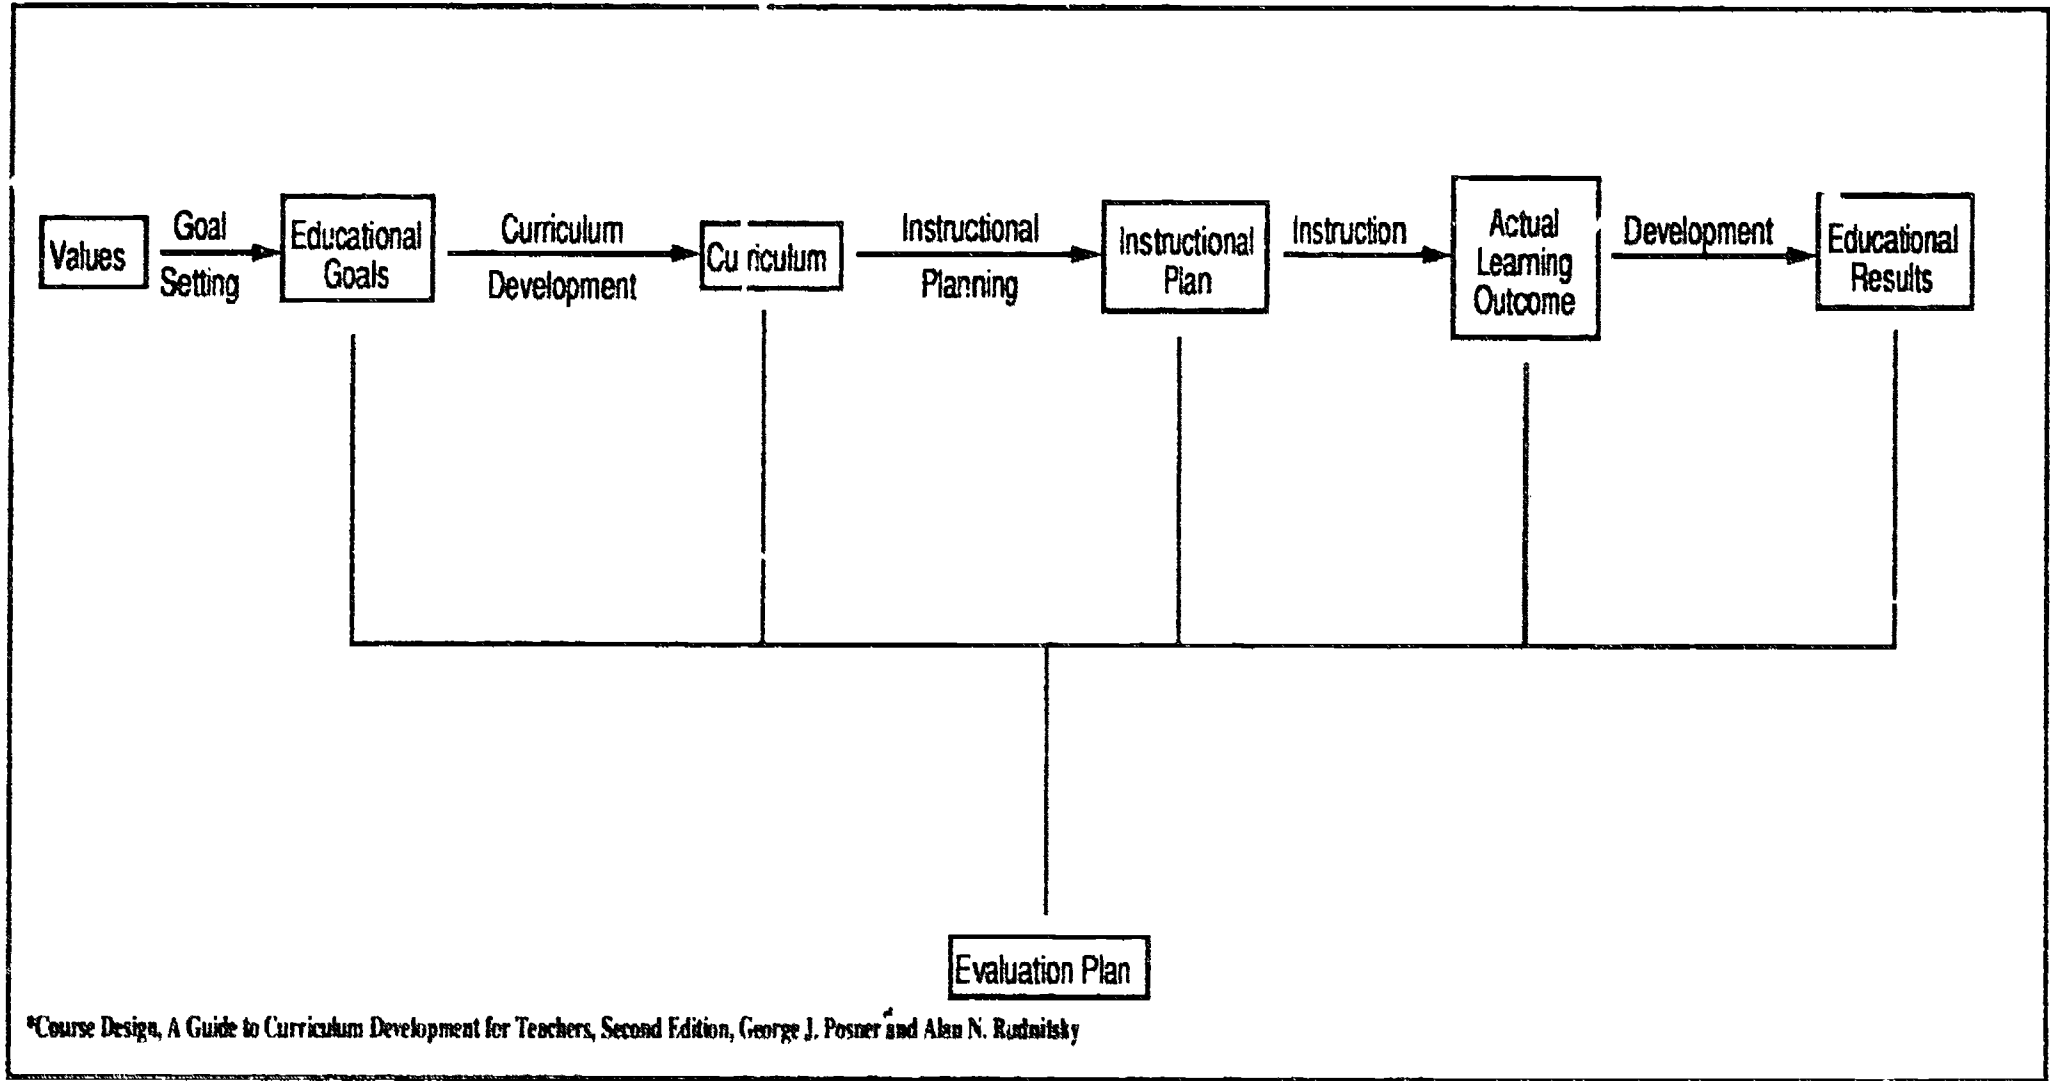 Values
Goal
Setting
Educational
Goals
Curriculum
Development
Curriculum
Instructional
Planning
Instructional
Plan
Instruction
Actual
Learning
Outcome
Development
Educational
Results
Evaluation Plan
*Course Design, A Guide to Curriculum Development for Teachers, Second Edition, George J. Posner and Alan N. Rudnitsky